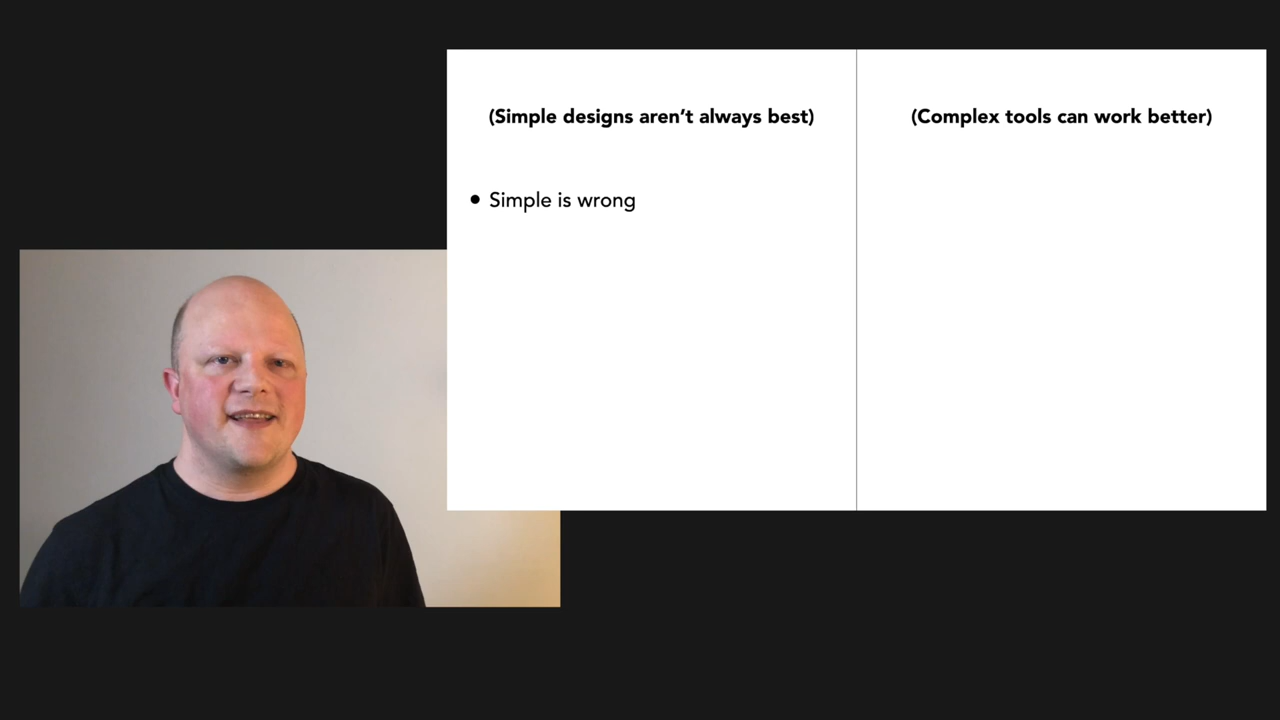 (Simple designs aren’t always best)
• Simple is wrong
(Complex tools can work better)